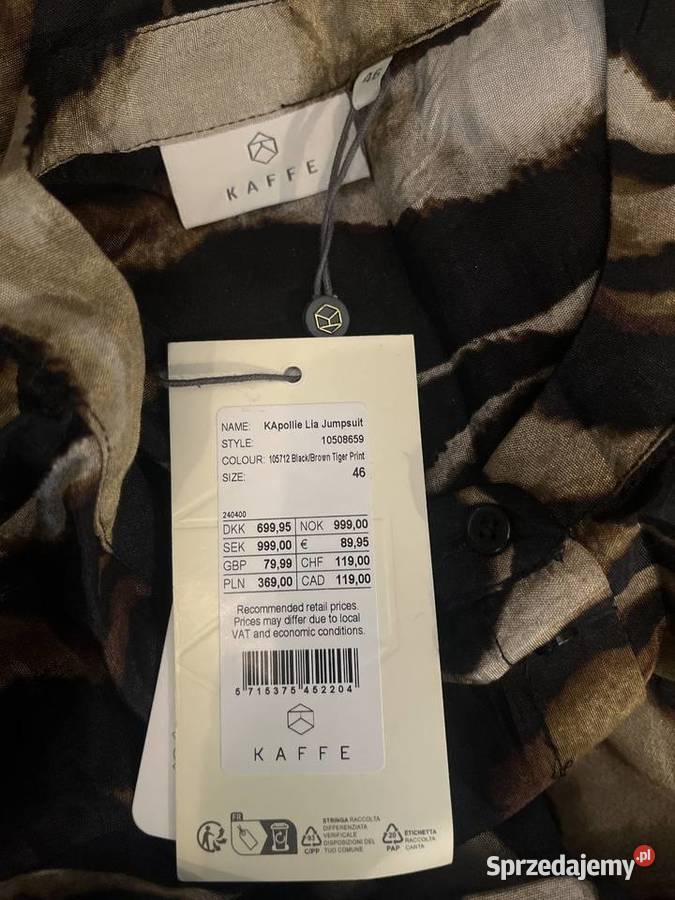 46
KAFFE
NAME: KApollie Lia Jumpsuit
STYLE: 10508659
COLOUR: 105712 Black/Brown Tiger Print
SIZE: 46
240400
DKK 699,95 NOK 999,00
SEK 999,00 € 89,95
GBP 79,99 CHF 119,00
PLN 369,00 CAD 119,00
Recommended retail prices.
Prices may differ due to local
VAT and economic conditions.
5 715375 452204
KAFFE
FR
STRINGA RACCOLTA
DIFFERENZIATA
VERIFICALE
DISPOSIZIONI DEL
TUO COMUNE
C/PP
20
PAP
ETICHETTA
RACCOLTA
CARTA
Sprzedajemy.pl